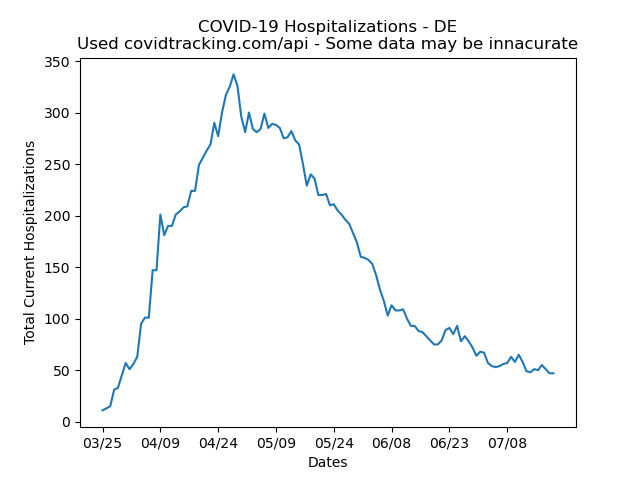 COVID-19 Hospitalizations - DE
Used covidtracking.com/api - Some data may be innacurate
Total Current Hospitalizations
350
300
250
200
150
100
50
0
03/25 04/09 04/24 05/09 05/24 06/08 06/23 07/08
Dates